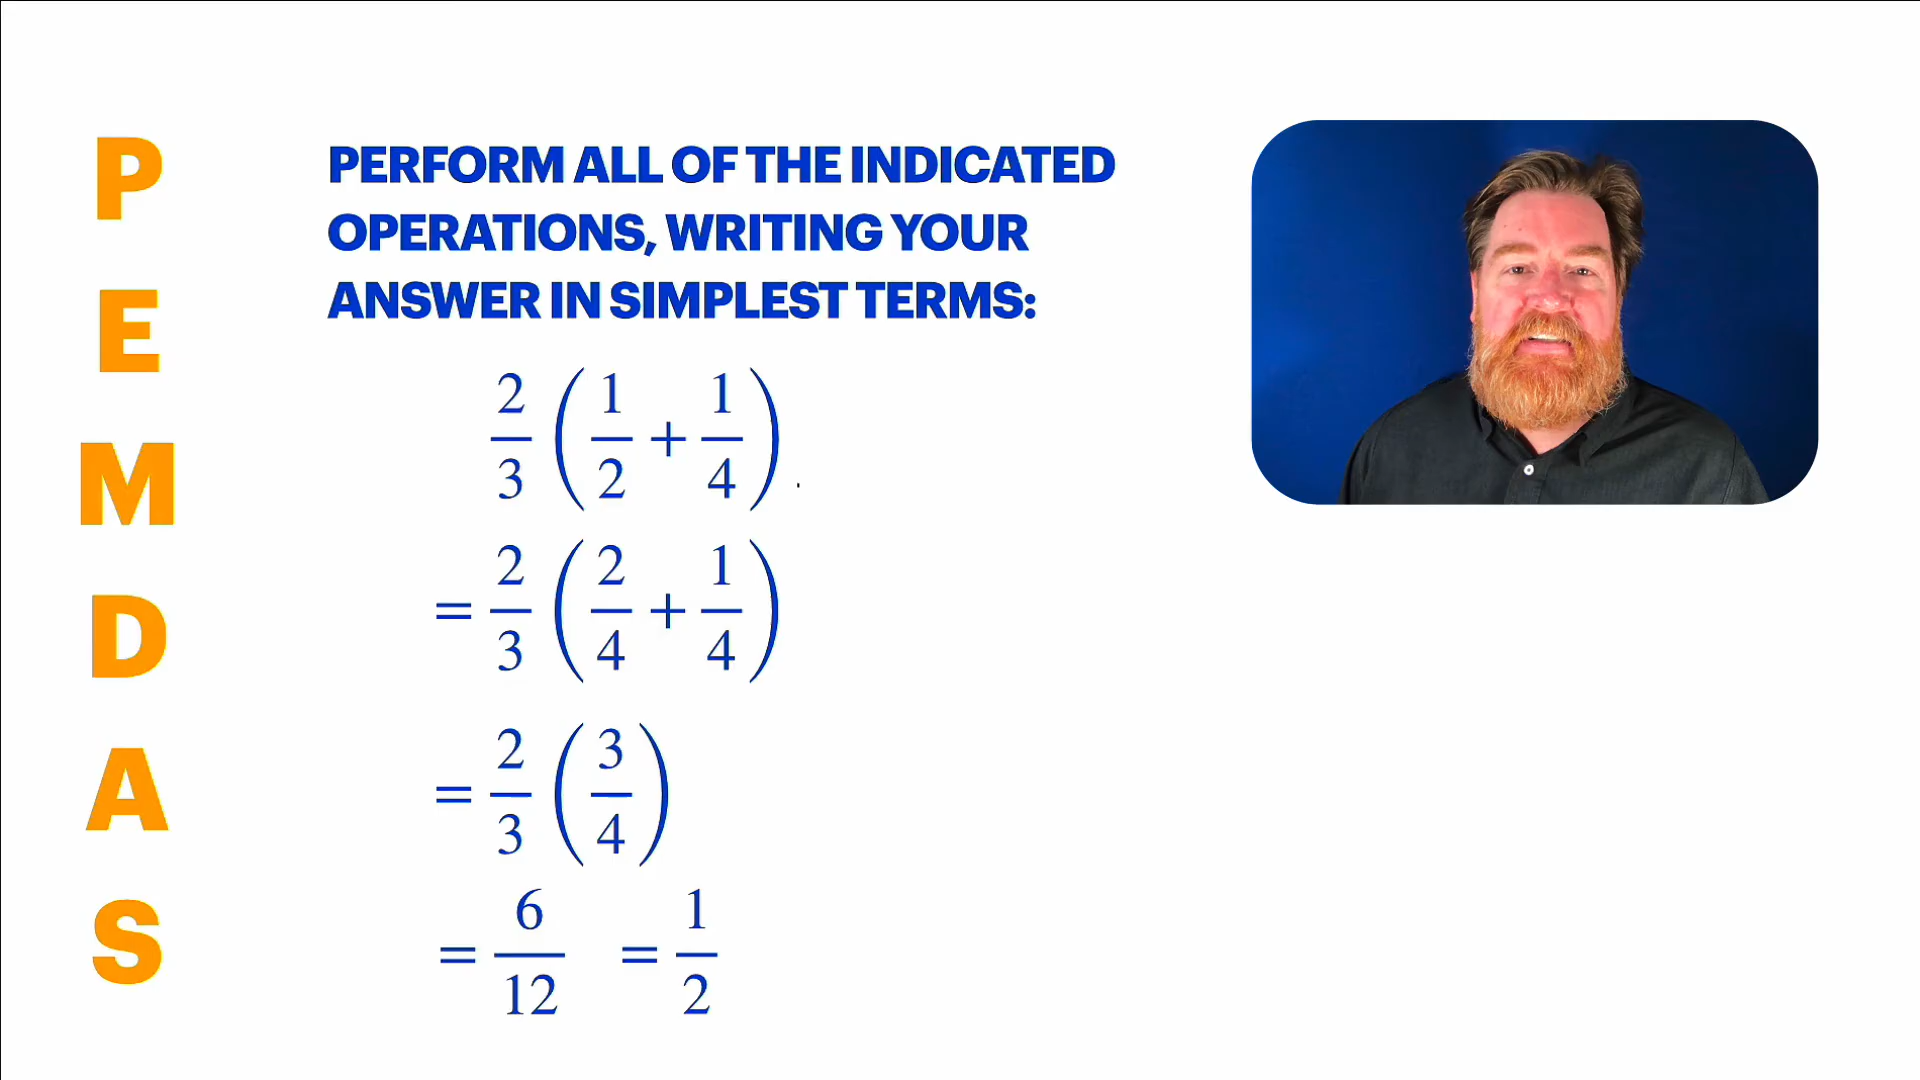 P
E
M
D
A
S
PERFORM ALL OF THE INDICATED
OPERATIONS, WRITING YOUR
ANSWER IN SIMPLEST TERMS:
2/3 (1/2 + 1/4)
= 2/3 (2/4 + 1/4)
= 2/3 (3/4)
= 6/12 = 1/2